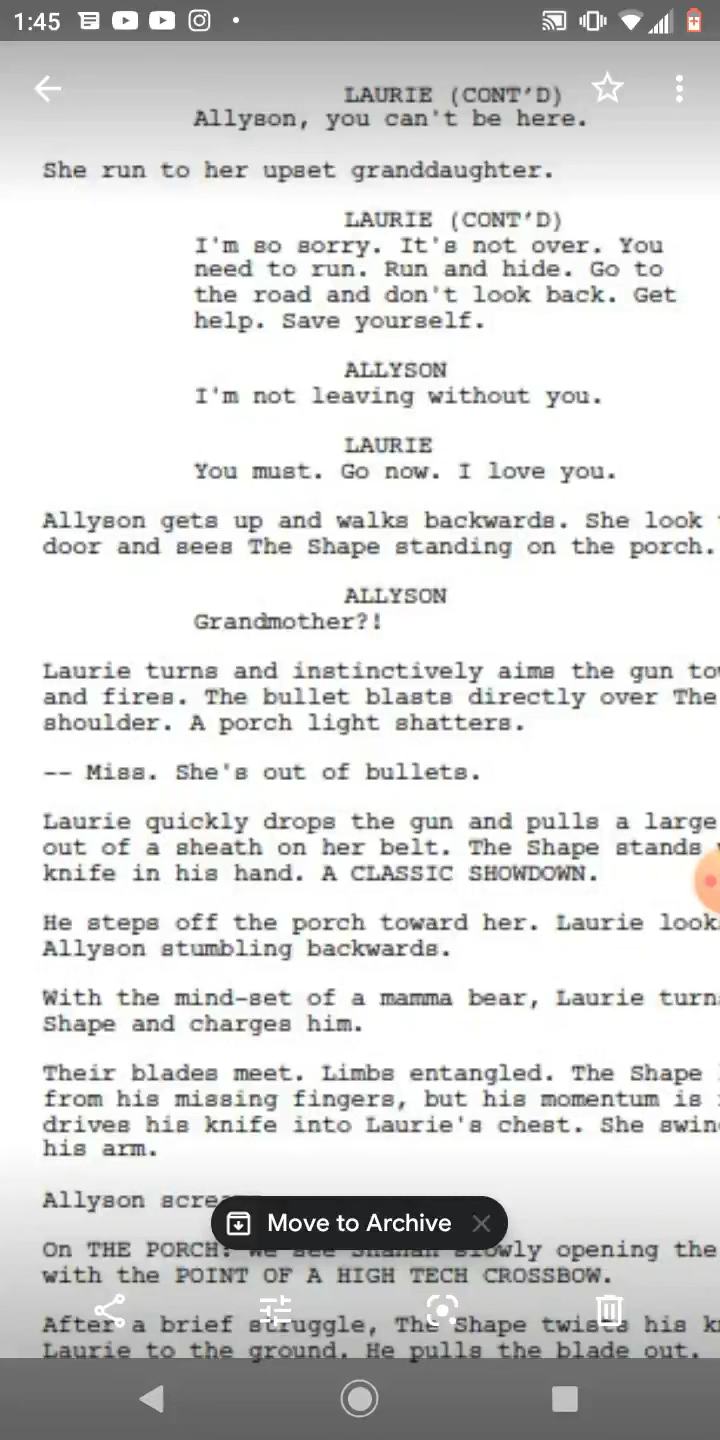 1:45
LAURIE (CONT'D)
Allyson, you can't be here.
She run to her upset granddaughter.
LAURIE (CONT'D)
I'm so sorry. It's not over. You
need to run. Run and hide. Go to
the road and don't look back. Get
help. Save yourself.
ALLYSON
I'm not leaving without you.
LAURIE
You must. Go now. I love you.
Allyson gets up and walks backwards. She look
door and sees The Shape standing on the porch.
ALLYSON
Grandmother?!
Laurie turns and instinctively aims the gun
and fires. The bullet blasts directly over The
shoulder. A porch light shatters.
-- Miss. She's out of bullets.
Laurie quickly drops the gun and pulls a large
out of a sheath on her belt. The Shape stands
knife in his hand. A CLASSIC SHOWDOWN.
He steps off the porch toward her. Laurie look
Allyson stumbling backwards.
With the mind-set of a mamma bear, Laurie turn
Shape and charges him.
Their blades meet. Limbs entangled. The Shape
from his missing fingers, but his momentum is
drives his knife into Laurie's chest. She
his arm.
Allyson
Move to Archive
On THE PORCH: We see slowly opening the
with the POINT OF A HIGH TECH CROSSBOW.
After a brief struggle, The Shape twists his
Laurie to the ground. He pulls the blade out.